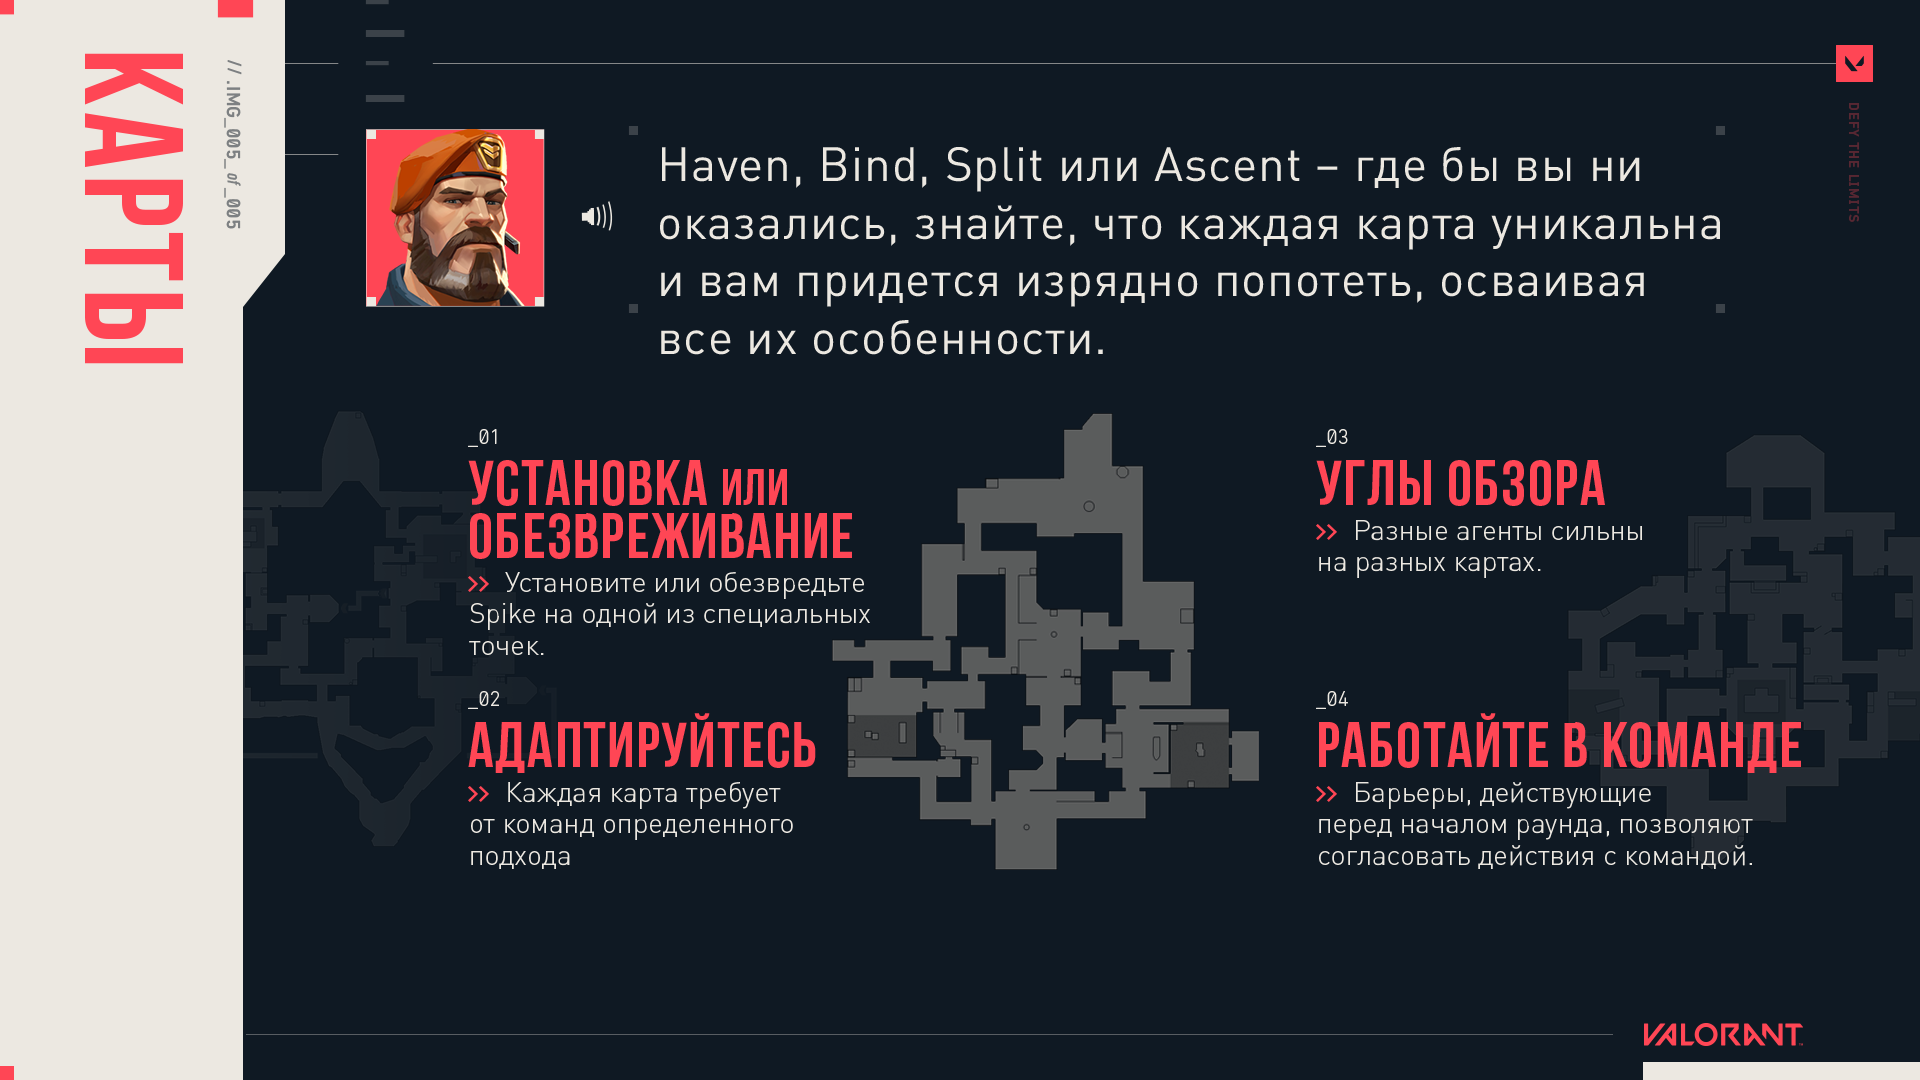 КАРТЫ
// .IMG_005_of_005
DEFY THE LIMITS
Haven, Bind, Split или Ascent – где бы вы ни
оказались, знайте, что каждая карта уникальна
и вам придется изрядно попотеть, осваивая
все их особенности.
_01
УСТАНОВКА или
ОБЕЗВРЕЖИВАНИЕ
Установите или обезвредьте
Spike на одной из специальных
точек.
_02
АДАПТИРУЙТЕСЬ
Каждая карта требует
от команд определенного
подхода
_03
УГЛЫ ОБЗОРА
Разные агенты сильны
на разных картах.
_04
РАБОТАЙТЕ В КОМАНДЕ
Барьеры, действующие
перед началом раунда, позволяют
согласовать действия с командой.
VALORANT